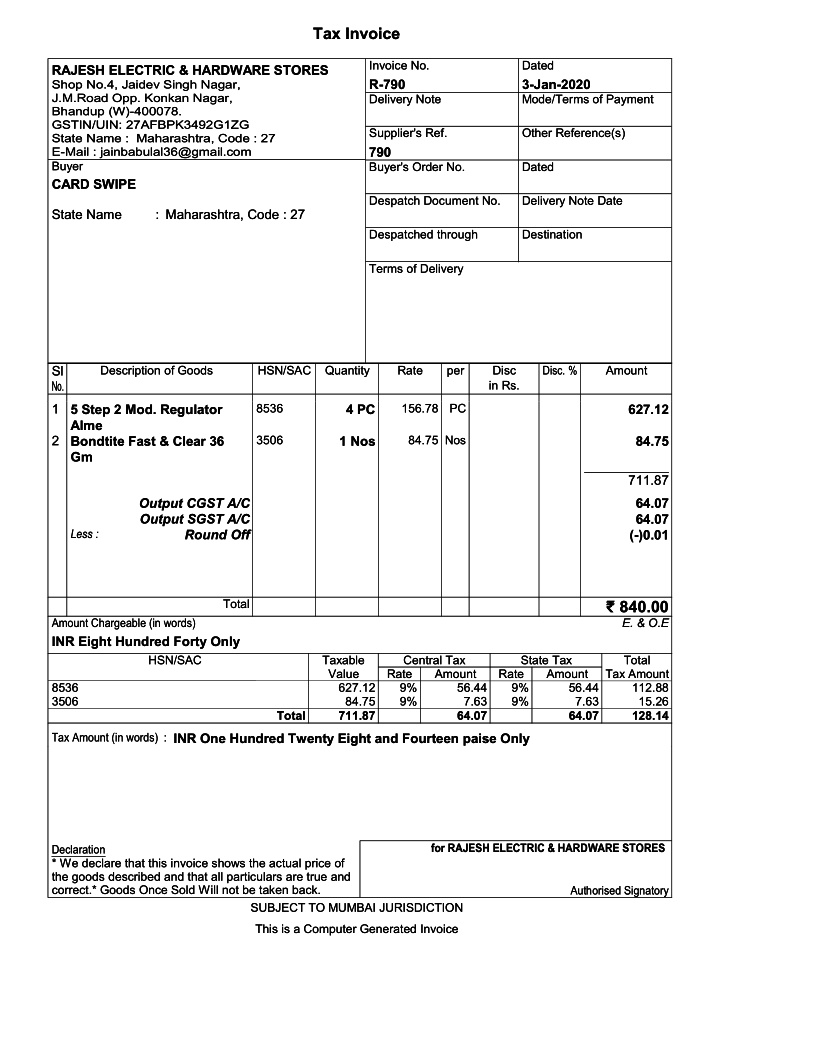 Tax Invoice
RAJESH ELECTRIC & HARDWARE STORES
Shop No.4, Jaidev Singh Nagar,
J.M.Road Opp. Konkan Nagar,
Bhandup (W)-400078.
GSTIN/UIN: 27AFBPK3492G1ZG
State Name : Maharashtra, Code : 27
E-Mail : jainbabulal36@gmail.com
Invoice No. Dated
R-790 3-Jan-2020
Delivery Note Mode/Terms of Payment
Supplier's Ref. Other Reference(s)
790
Buyer
CARD SWIPE
State Name : Maharashtra, Code : 27
Buyer's Order No. Dated
Despatch Document No. Delivery Note Date
Despatched through Destination
Terms of Delivery
Sl Description of Goods HSN/SAC Quantity Rate per Disc Disc. % Amount
No. in Rs.
1 5 Step 2 Mod. Regulator 8536 4 PC 156.78 PC 627.12
Alme
2 Bondtite Fast & Clear 36 3506 1 Nos 84.75 Nos 84.75
Gm
711.87
Output CGST A/C 64.07
Output SGST A/C 64.07
Less : Round Off (-)0.01
Total ₹ 840.00
Amount Chargeable (in words) E. & O.E
INR Eight Hundred Forty Only
HSN/SAC Taxable Central Tax State Tax Total
Value Rate Amount Rate Amount Tax Amount
8536 627.12 9% 56.44 9% 56.44 112.88
3506 84.75 9% 7.63 9% 7.63 15.26
Total 711.87 64.07 64.07 128.14
Tax Amount (in words) : INR One Hundred Twenty Eight and Fourteen paise Only
Declaration
* We declare that this invoice shows the actual price of
the goods described and that all particulars are true and
correct.* Goods Once Sold Will not be taken back.
for RAJESH ELECTRIC & HARDWARE STORES
Authorised Signatory
SUBJECT TO MUMBAI JURISDICTION
This is a Computer Generated Invoice